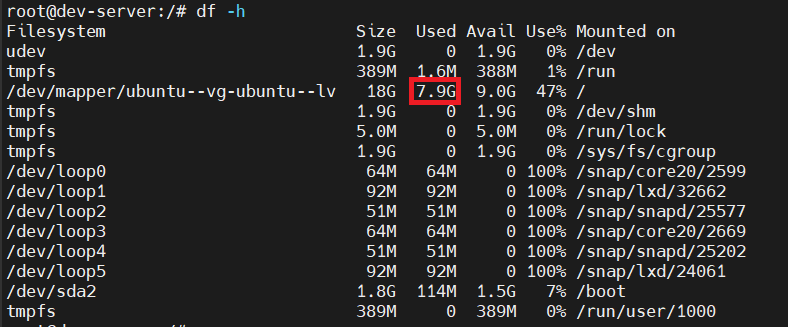 root@dev-server:/# df -h
Filesystem Size Used Avail Use% Mounted on
udev 1.9G 0 1.9G 0% /dev
tmpfs 389M 1.6M 388M 1% /run
/dev/mapper/ubuntu--vg-ubuntu--lv 18G 7.9G 9.0G 47% /
tmpfs 1.9G 0 1.9G 0% /dev/shm
tmpfs 5.0M 0 5.0M 0% /run/lock
tmpfs 1.9G 0 1.9G 0% /sys/fs/cgroup
/dev/loop0 64M 64M 0 100% /snap/core20/2599
/dev/loop1 92M 92M 0 100% /snap/lxd/32662
/dev/loop2 51M 51M 0 100% /snap/snapd/25577
/dev/loop3 64M 64M 0 100% /snap/core20/2669
/dev/loop4 51M 51M 0 100% /snap/snapd/25202
/dev/loop5 92M 92M 0 100% /snap/lxd/24061
/dev/sda2 1.8G 114M 1.5G 7% /boot
tmpfs 389M 0 389M 0% /run/user/1000